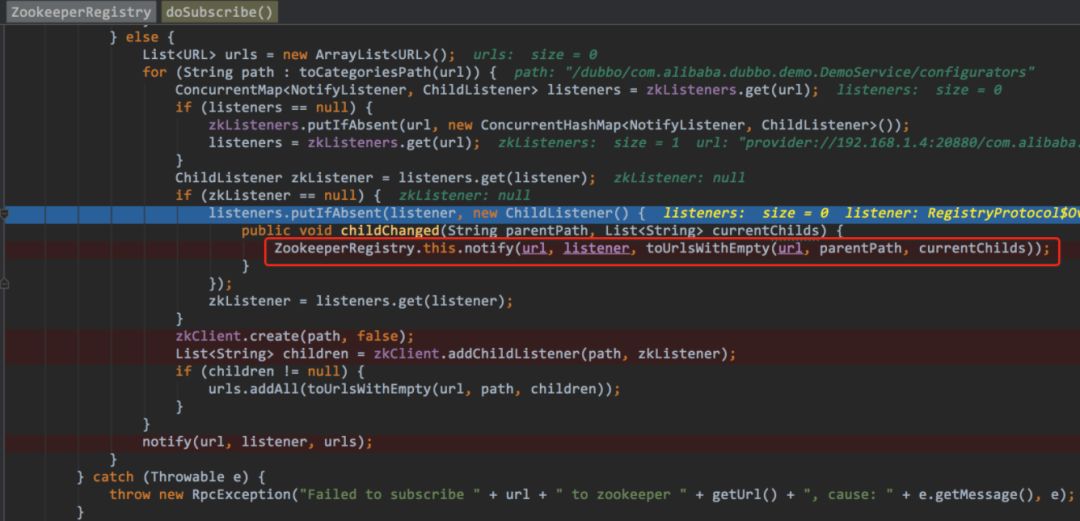 ZookeeperRegistry doSubscribe()
} else {
List<URL> urls = new ArrayList<URL>(); urls: size = 0
for (String path : toCategoriesPath(url)) { path: "/dubbo/com.alibaba.dubbo.demo.DemoService/configurators"
ConcurrentMap<NotifyListener, ChildListener> listeners = zkListeners.get(url); listeners: size = 0
if (listeners == null) {
zkListeners.putIfAbsent(url, new ConcurrentHashMap<NotifyListener, ChildListener>());
listeners = zkListeners.get(url); zkListeners: size = 1 url: "provider://192.168.1.4:20880/com.alibaba.
}
ChildListener zkListener = listeners.get(listener); zkListener: null
if (zkListener == null) { zkListener: null
listeners.putIfAbsent(listener, new ChildListener() { listeners: size = 0 listener: RegistryProtocol$Ov
public void childChanged(String parentPath, List<String> currentChilds) {
ZookeeperRegistry.this.notify(url, listener, toUrlsWithEmpty(url, parentPath, currentChilds));
}
});
zkListener = listeners.get(listener);
}
zkClient.create(path, false);
List<String> children = zkClient.addChildListener(path, zkListener);
if (children != null) {
urls.addAll(toUrlsWithEmpty(url, path, children));
}
}
notify(url, listener, urls);
}
} catch (Throwable e) {
throw new RpcException("Failed to subscribe " + url + " to zookeeper " + getUrl() + ", cause: " + e.getMessage(), e);
}